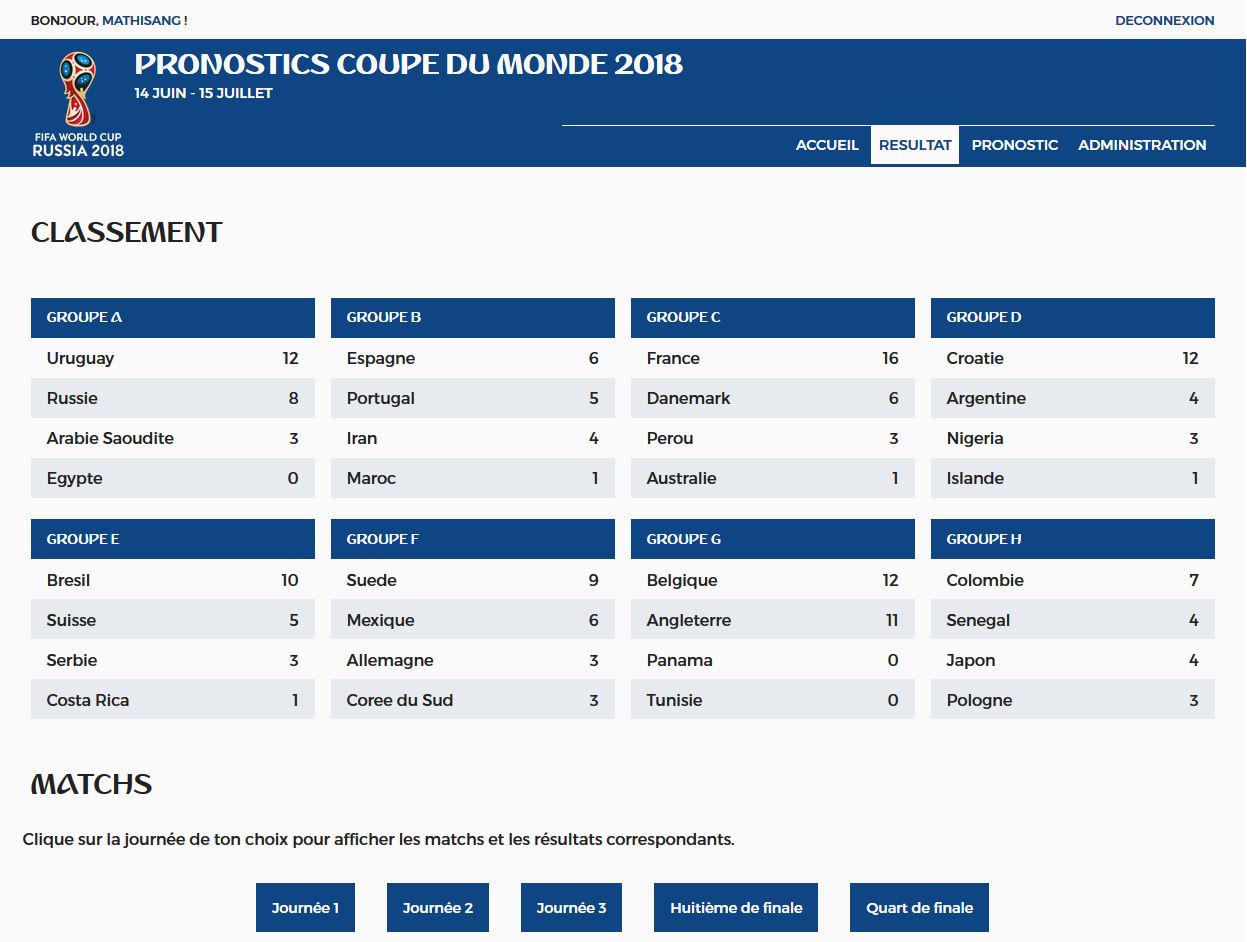 BONJOUR, MATHISANG !
DECONNEXION
PRONOSTICS COUPE DU MONDE 2018
14 JUIN - 15 JUILLET
FIFA WORLD CUP
RUSSIA 2018
ACCUEIL RESULTAT PRONOSTIC ADMINISTRATION
CLASSEMENT
GROUPE A
Uruguay 12
Russie 8
Arabie Saoudite 3
Egypte 0
GROUPE B
Espagne 6
Portugal 5
Iran 4
Maroc 1
GROUPE C
France 16
Danemark 6
Perou 3
Australie 1
GROUPE D
Croatie 12
Argentine 4
Nigeria 3
Islande 1
GROUPE E
Bresil 10
Suisse 5
Serbie 3
Costa Rica 1
GROUPE F
Suede 9
Mexique 6
Allemagne 3
Coree du Sud 3
GROUPE G
Belgique 12
Angleterre 11
Panama 0
Tunisie 0
GROUPE H
Colombie 7
Senegal 4
Japon 4
Pologne 3
MATCHS
Clique sur la journée de ton choix pour afficher les matchs et les résultats correspondants.
Journée 1 Journée 2 Journée 3 Huitième de finale Quart de finale